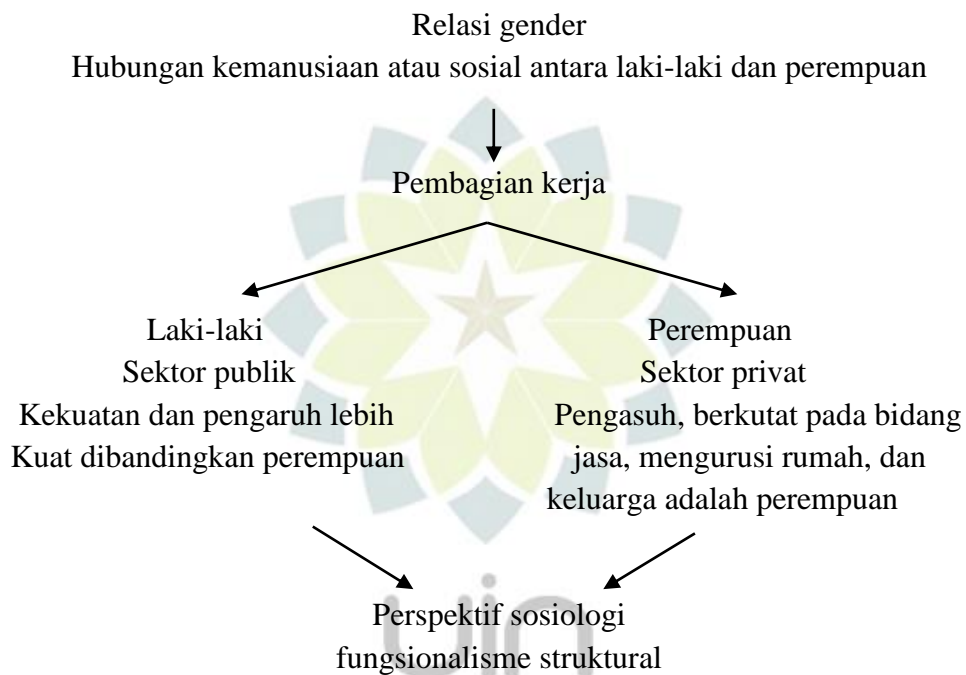 Relasi gender
Hubungan kemanusiaan atau sosial antara laki-laki dan perempuan
Pembagian kerja
Laki-laki
Sektor publik
Kekuatan dan pengaruh lebih
Kuat dibandingkan perempuan
Perempuan
Sektor privat
Pengasuh, berkutat pada bidang
jasa, mengurusi rumah, dan
keluarga adalah perempuan
Perspektif sosiologi
fungsionalisme struktural
uin